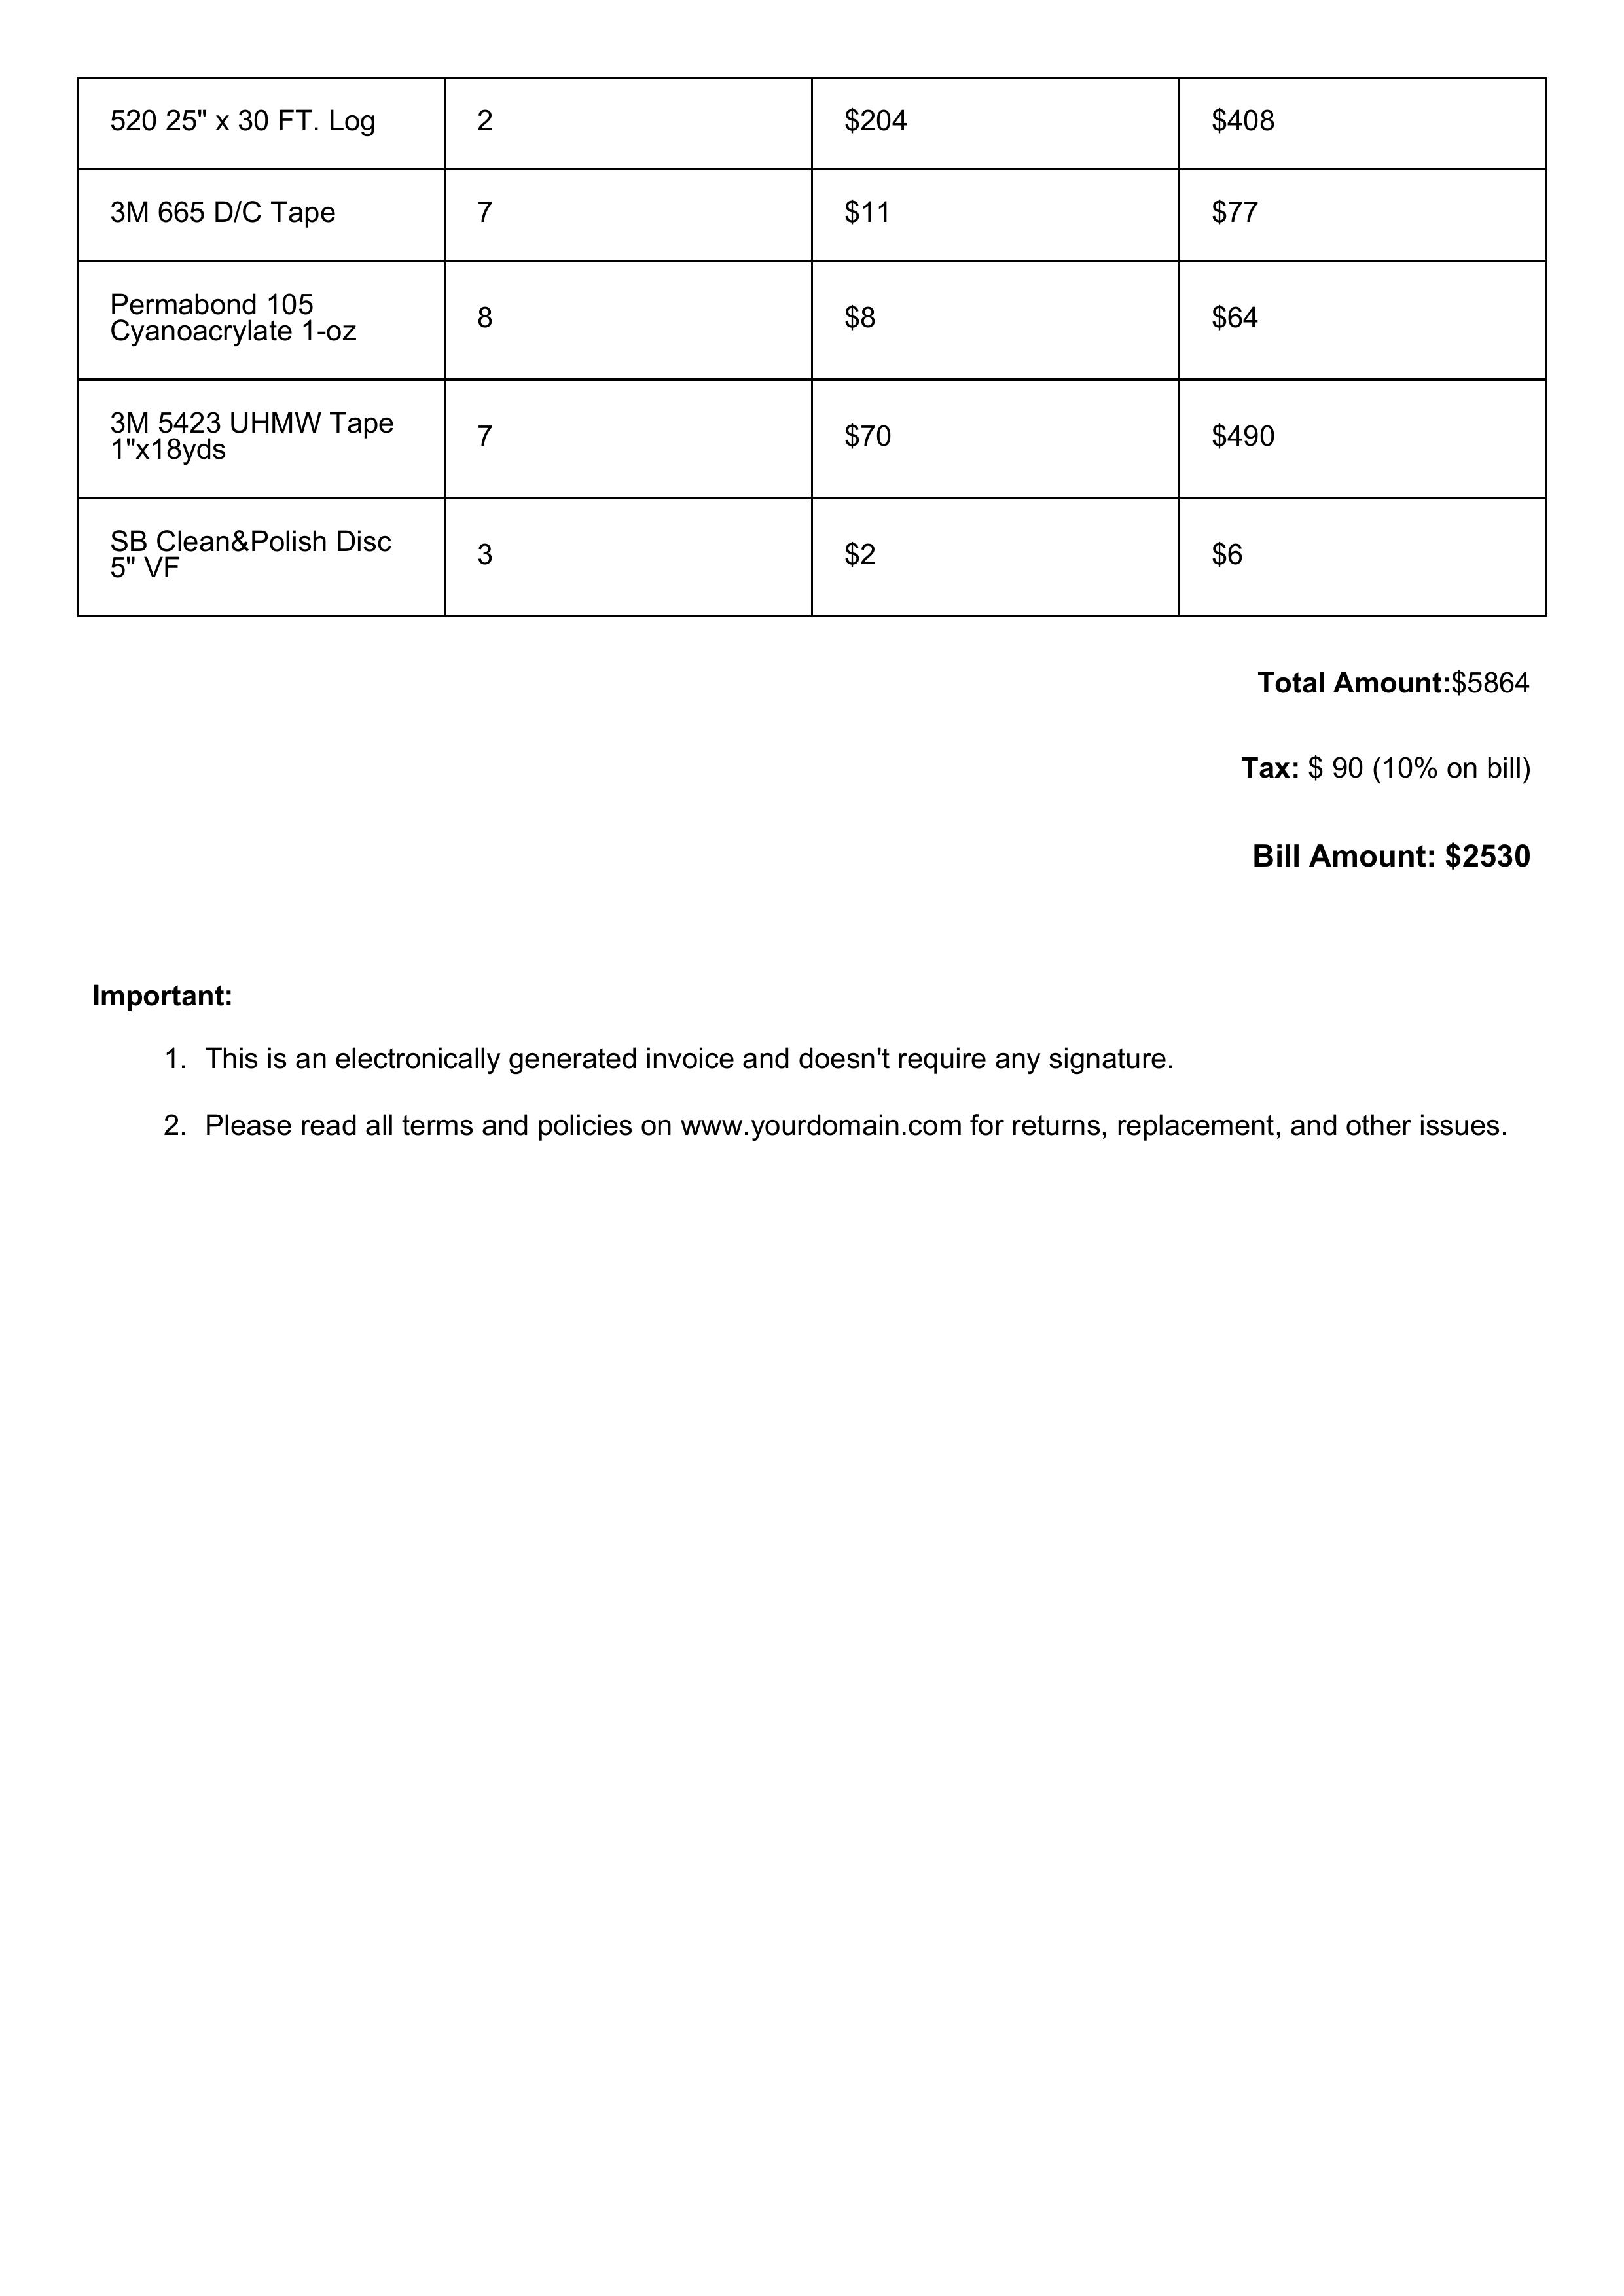 520 25" x 30 FT. Log 2 $204 $408
3M 665 D/C Tape 7 $11 $77
Permabond 105
Cyanoacrylate 1-oz 8 $8 $64
3M 5423 UHMW Tape
1"x18yds 7 $70 $490
SB Clean&Polish Disc
5" VF 3 $2 $6
Total Amount:$5864
Tax: $ 90 (10% on bill)
Bill Amount: $2530
Important:
1. This is an electronically generated invoice and doesn't require any signature.
2. Please read all terms and policies on www.yourdomain.com for returns, replacement, and other issues.